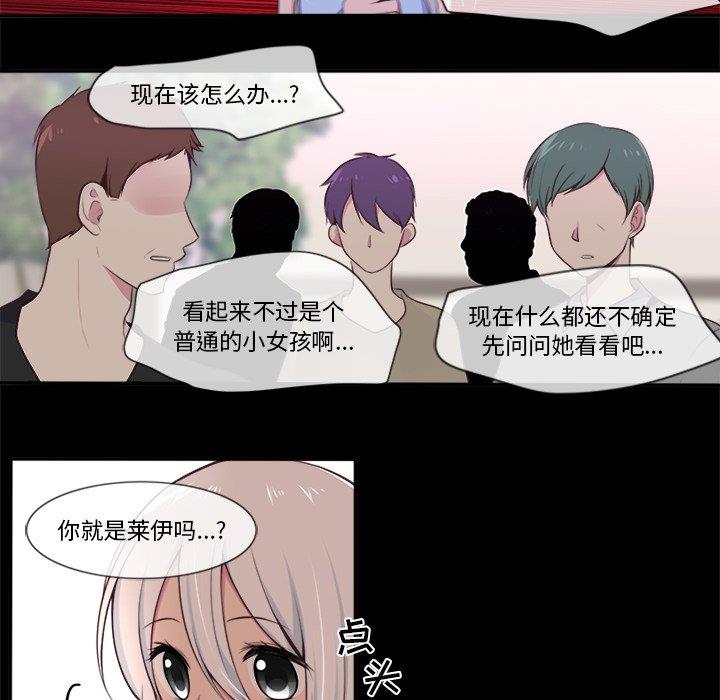 现在该怎么办...?
看起来不过是个
普通的小女孩啊...
现在什么都还不确定
先问问她看看吧...
你就是莱伊吗...?
点
头